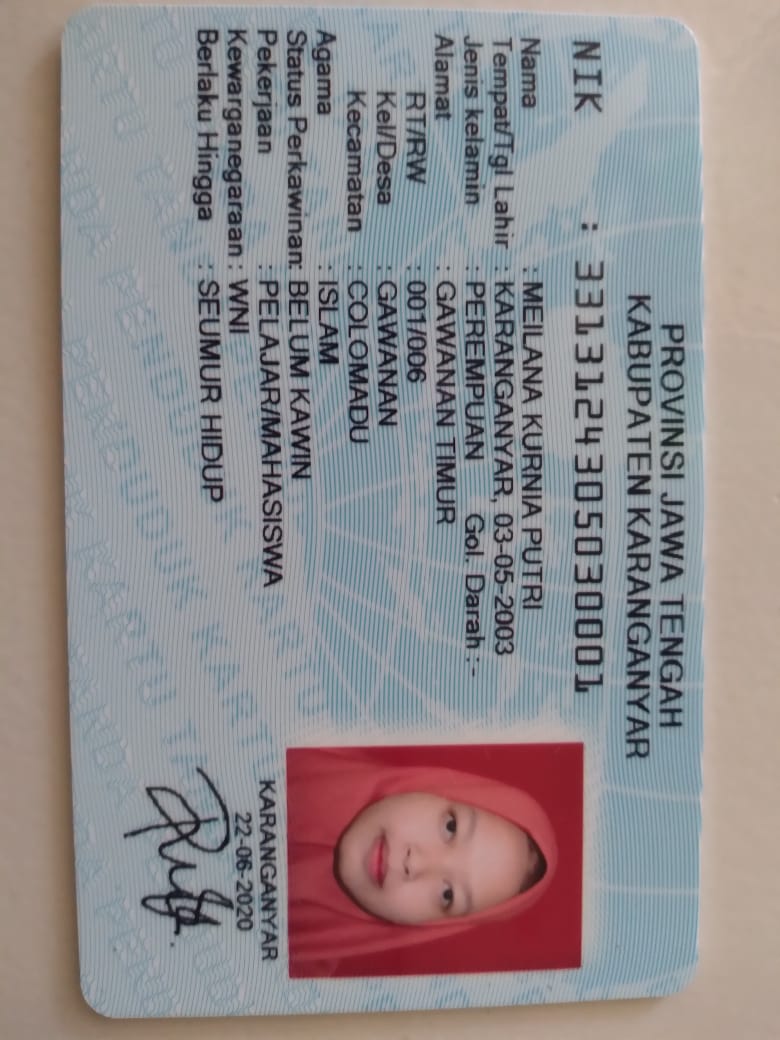 PROVINSI JAWA TENGAH
KABUPATEN KARANGANYAR
NIK : 3313124305030001
Nama : MEILANA KURNIA PUTRI
Tempat/Tgl Lahir : KARANGANYAR, 03-05-2003
Jenis kelamin : PEREMPUAN Gol. Darah :-
Alamat : GAWANAN TIMUR
RT/RW : 001/006
Kel/Desa : GAWANAN
Kecamatan : COLOMADU
Agama : ISLAM
Status Perkawinan: BELUM KAWIN
Pekerjaan : PELAJAR/MAHASISWA
Kewarganegaraan : WNI
Berlaku Hingga : SEUMUR HIDUP
KARANGANYAR
22-06-2020